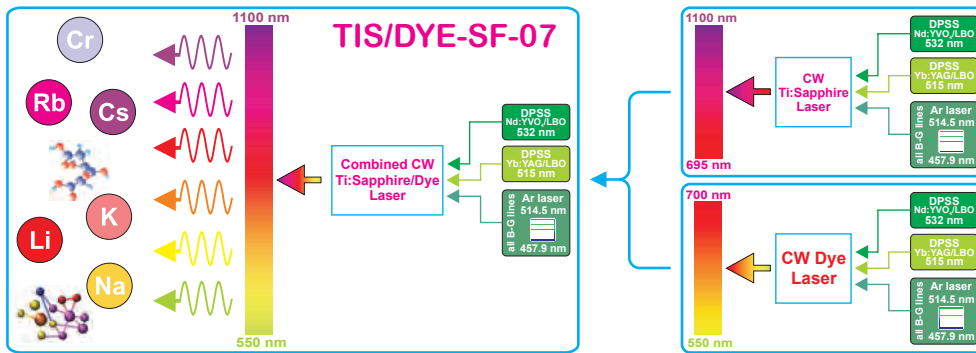 1100 nm
TIS/DYE-SF-07
Cr
Rb
Cs
K
Li
Na
Combined CW
Ti:Sapphire/Dye
Laser
DPSS
Nd:YVO₄/LBO
532 nm
DPSS
Yb:YAG/LBO
515 nm
all B-G lines
Ar laser
514.5 nm
457.9 nm
550 nm
1100 nm
CW
Ti:Sapphire
Laser
DPSS
Nd:YVO₄/LBO
532 nm
DPSS
Yb:YAG/LBO
515 nm
all B-G lines
Ar laser
514.5 nm
457.9 nm
695 nm
700 nm
CW Dye
Laser
DPSS
Nd:YVO₄/LBO
532 nm
DPSS
Yb:YAG/LBO
515 nm
all B-G lines
Ar laser
514.5 nm
457.9 nm
550 nm